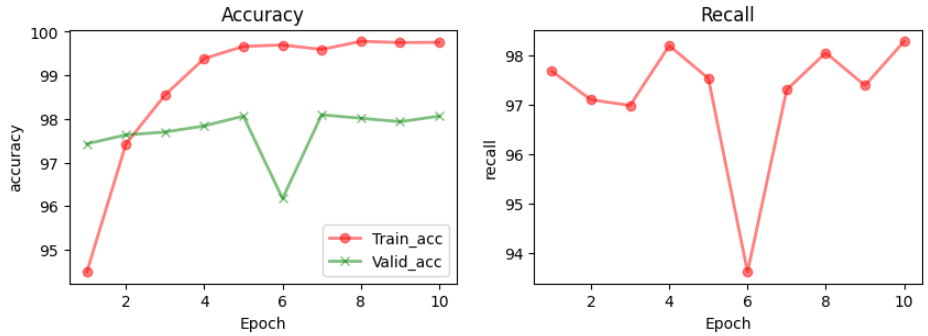 Accuracy
100
99
98
97
96
95
accuracy
2
4
6
8
10
Epoch
Train_acc
Valid_acc
Recall
98
97
96
95
94
recall
2
4
6
8
10
Epoch